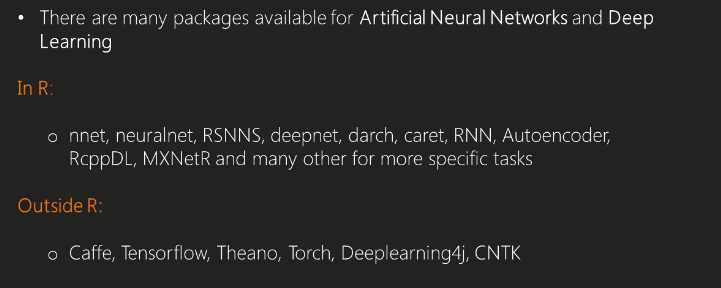 • There are many packages available for Artificial Neural Networks and Deep
Learning
In R:
o nnet, neuralnet, RSNNS, deepnet, darch, caret, RNN, Autoencoder,
RcppDL, MXNetR and many other for more specific tasks
Outside R:
o Caffe, Tensorflow, Theano, Torch, Deeplearning4j, CNTK